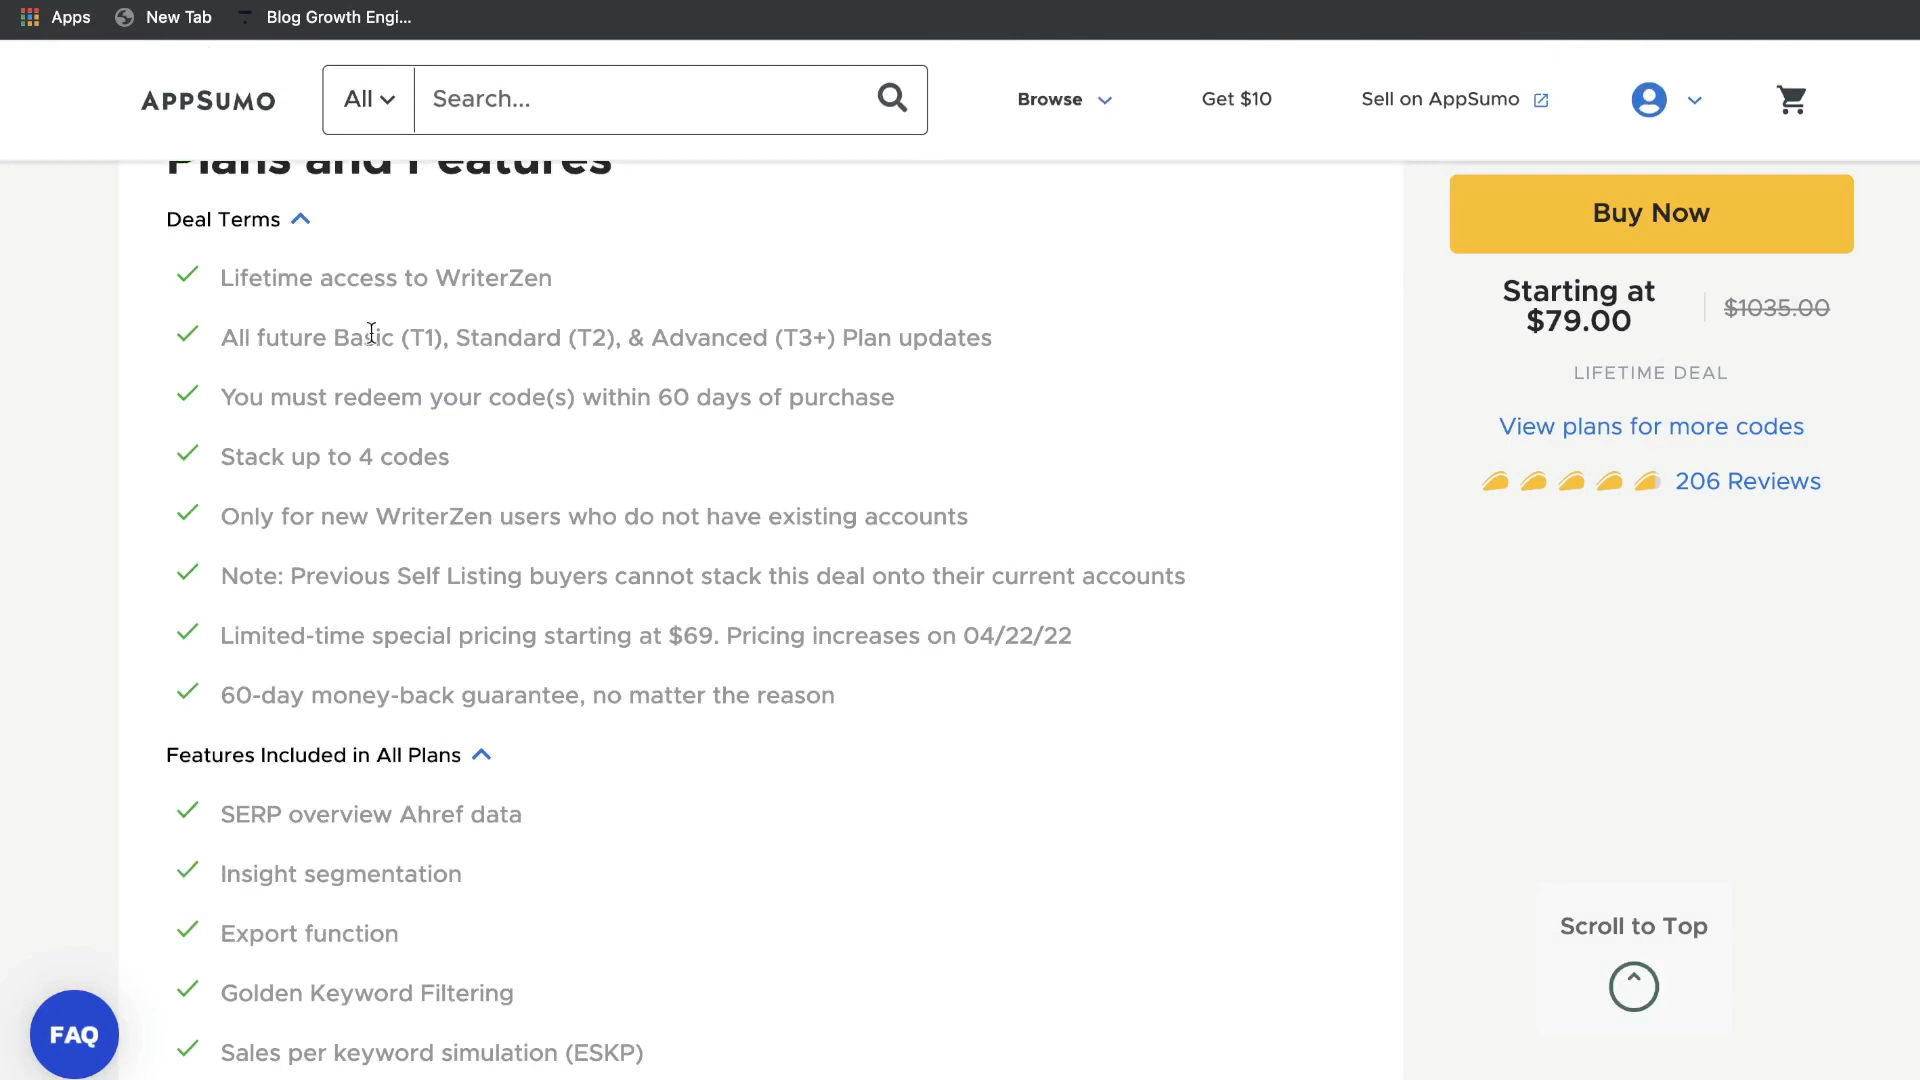 Apps New Tab Blog Growth Engi...
APPSUMO All Search... Browse Get $10 Sell on AppSumo
Plans and Features
Deal Terms
Lifetime access to WriterZen
All future Basic (T1), Standard (T2), & Advanced (T3+) Plan updates
You must redeem your code(s) within 60 days of purchase
Stack up to 4 codes
Only for new WriterZen users who do not have existing accounts
Note: Previous Self Listing buyers cannot stack this deal onto their current accounts
Limited-time special pricing starting at $69. Pricing increases on 04/22/22
60-day money-back guarantee, no matter the reason
Features Included in All Plans
SERP overview Ahref data
Insight segmentation
Export function
Golden Keyword Filtering
Sales per keyword simulation (ESKP)
Buy Now
Starting at
$79.00
$1035.00
LIFETIME DEAL
View plans for more codes
206 Reviews
Scroll to Top
FAQ